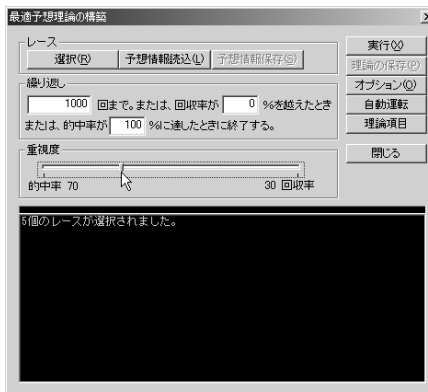 最適予想理論の構築
レース
選択(R) 予想情報読込(L) 予想情報保存(S)
繰り返し
1000 回まで。または、回収率が 0 %を越えたとき
または、的中率が 100 %に達したときに終了する。
重視度
的中率 70 30 回収率
実行(X)
理論の保存(P)
オプション(O)
自動運転
理論項目
閉じる
5個のレースが選択されました。